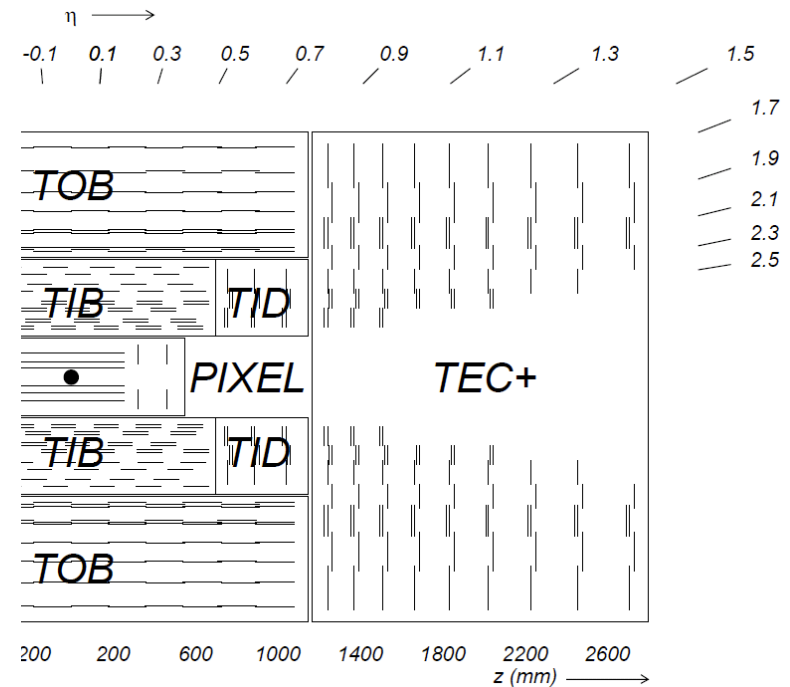 η
-0.1 0.1 0.3 0.5 0.7 0.9 1.1 1.3 1.5
1.7
1.9
2.1
2.3
2.5
TOB
TIB TID
PIXEL TEC+
TIB TID
TOB
200 200 600 1000 1400 1800 2200 2600
z (mm)